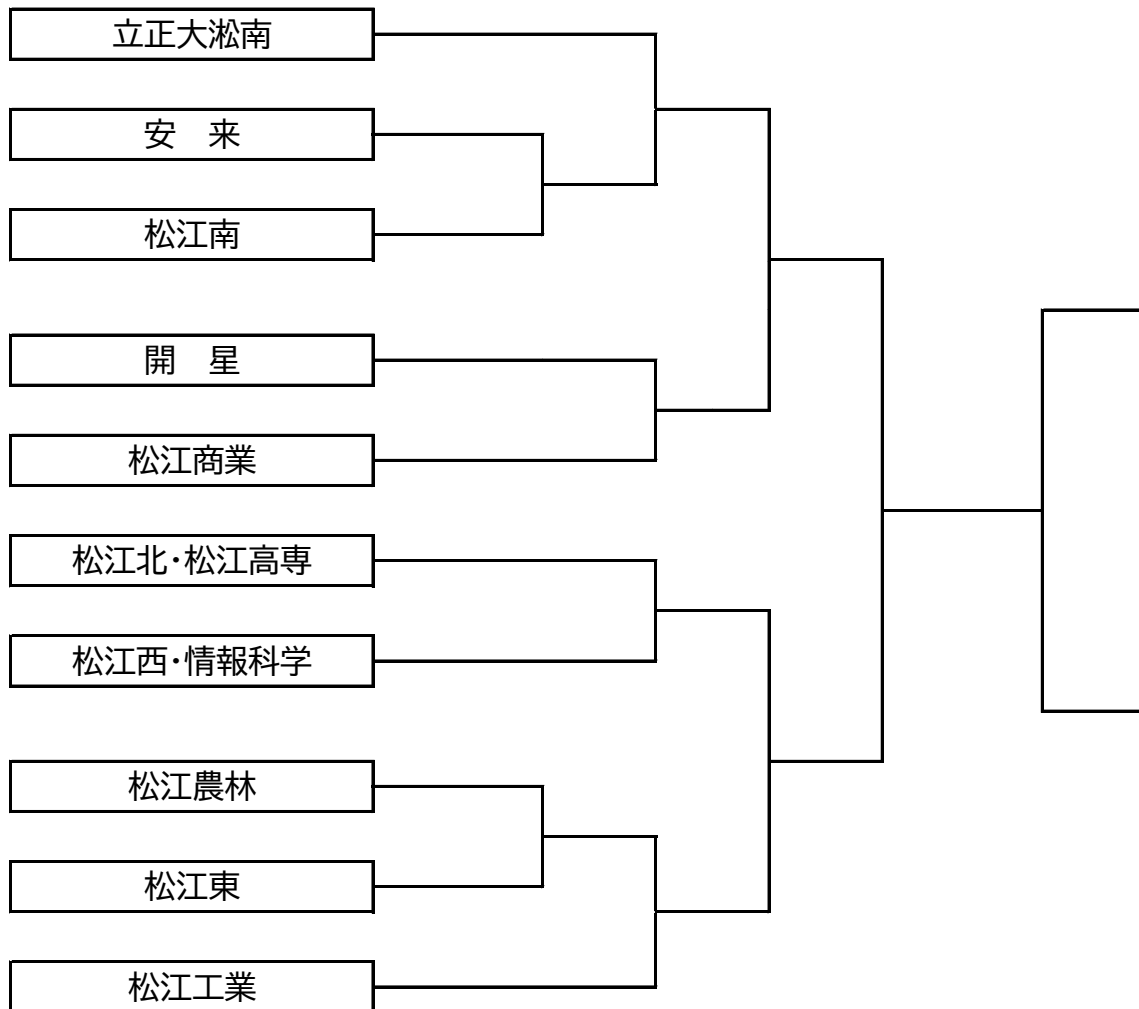 立正大淞南
安　来
松江南
開　星
松江商業
松江北・松江高専
松江西・情報科学
松江農林
松江東
松江工業